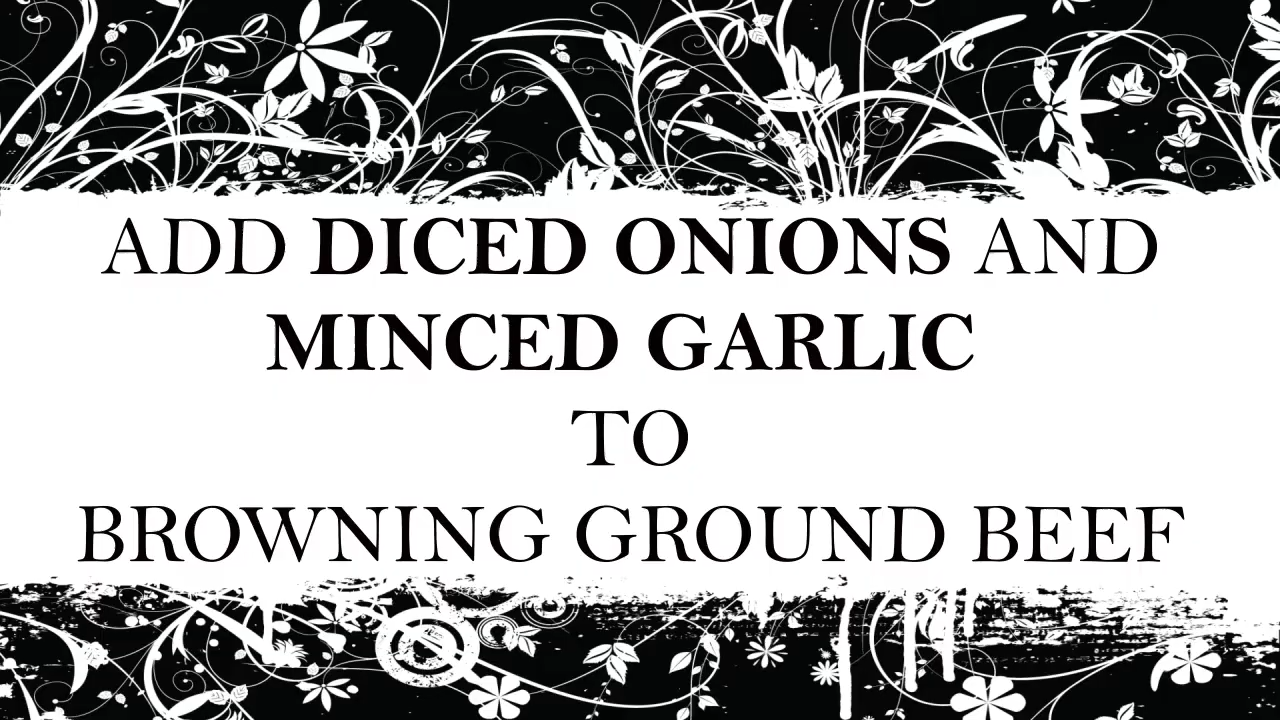 ADD DICED ONIONS AND
MINCED GARLIC
TO
BROWNING GROUND BEEF